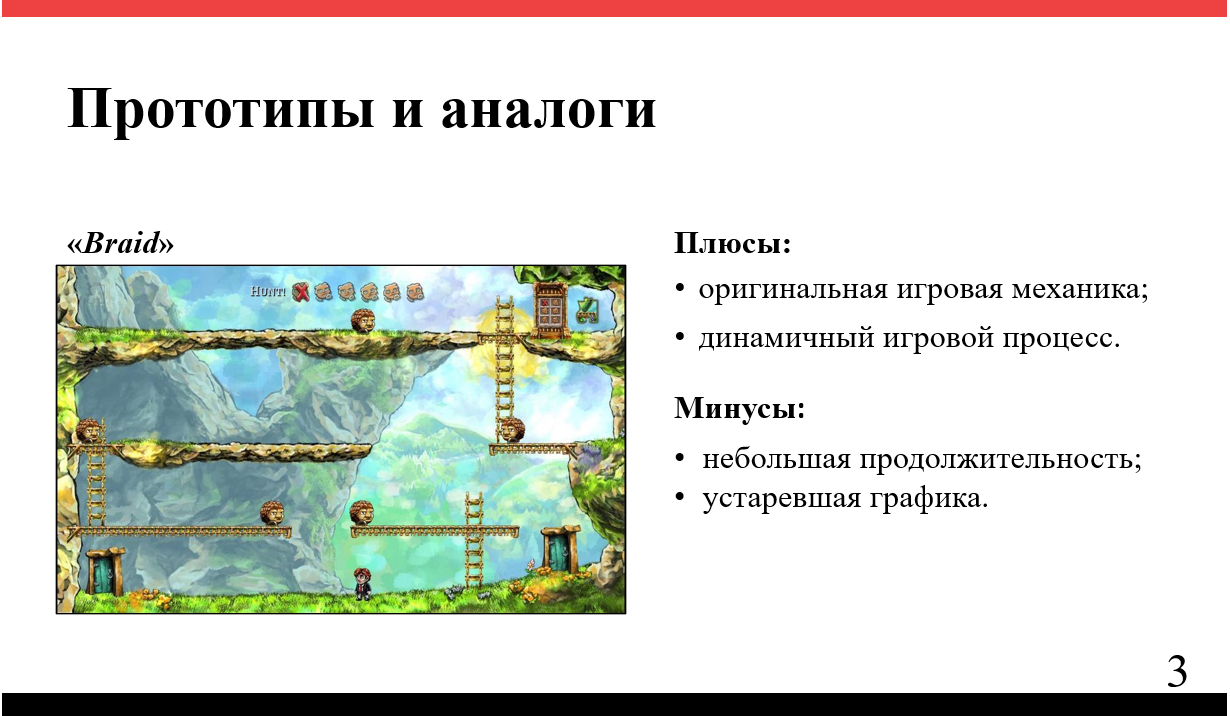 Прототипы и аналоги
«Braid»
HUNT!
Плюсы:
• оригинальная игровая механика;
• динамичный игровой процесс.
Минусы:
• небольшая продолжительность;
• устаревшая графика.
3